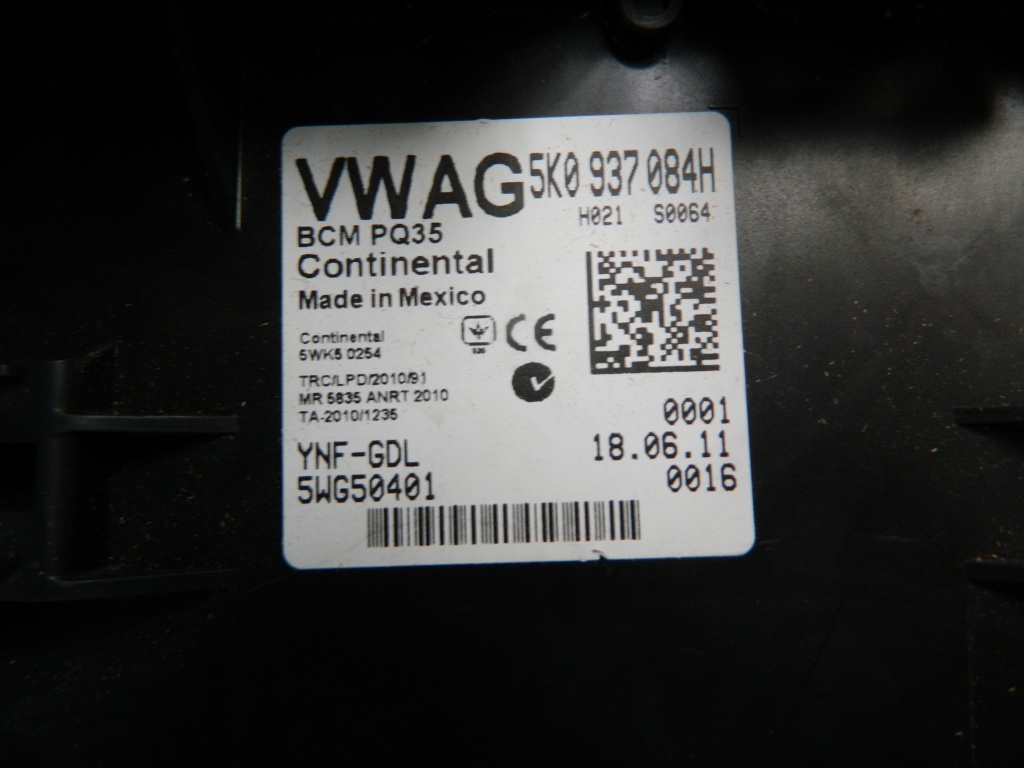 VWAG 5K0 937 084H
H021 S0064
BCM PQ35
Continental
Made in Mexico
Continental
5WK5 0254
TRC/LPD/2010/91
MR 5835 ANRT 2010
TA-2010/1235
CE
0001
YNF-GDL 18.06.11
5WG50401 0016